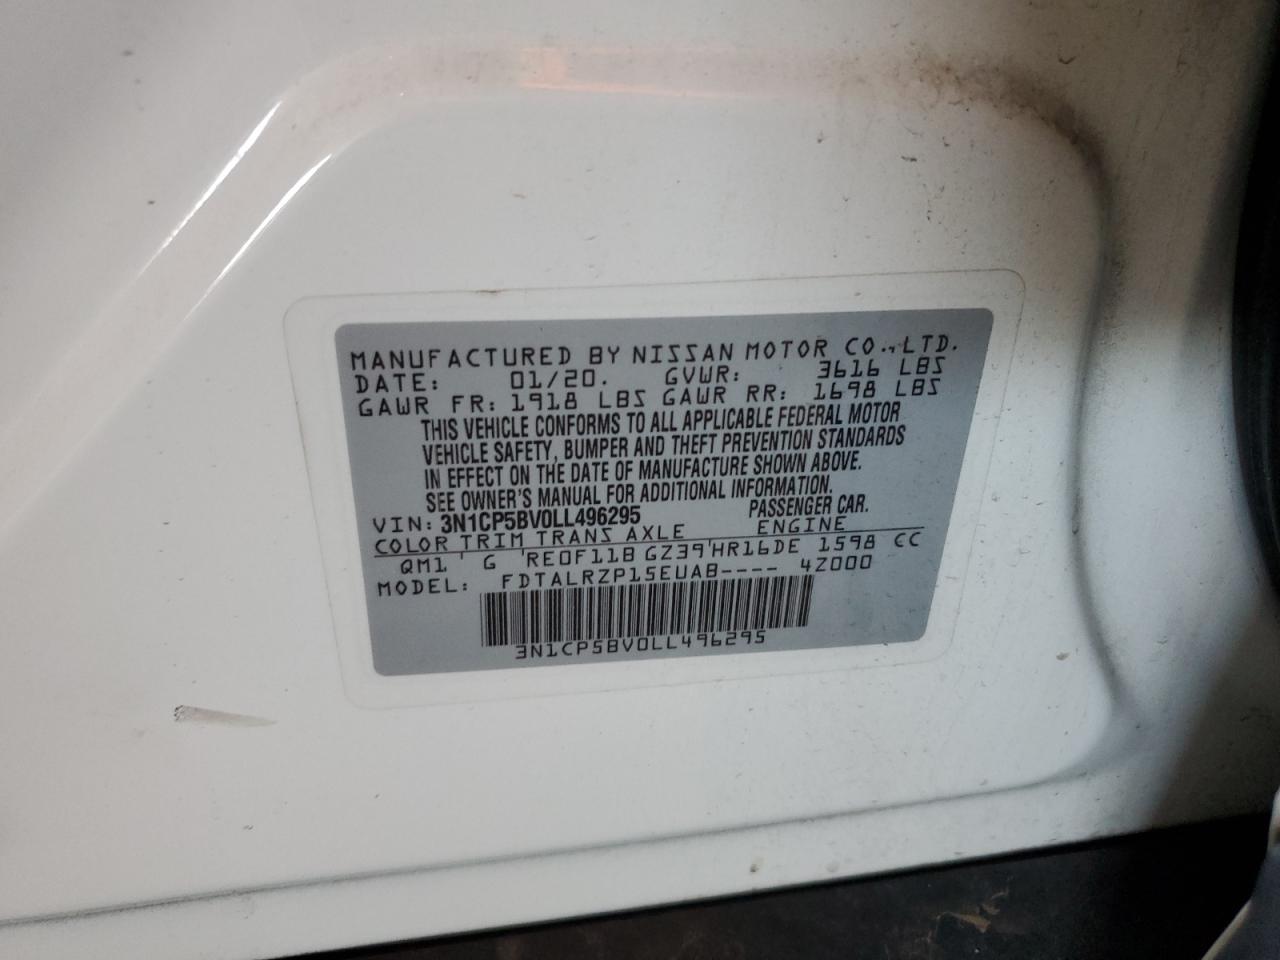 MANUFACTURED BY NISSAN MOTOR CO.,LTD.
DATE: 01/20. GVWR: 3616 LBS
GAWR FR: 1918 LBS GAWR RR: 1698 LBS
THIS VEHICLE CONFORMS TO ALL APPLICABLE FEDERAL MOTOR
VEHICLE SAFETY, BUMPER AND THEFT PREVENTION STANDARDS
IN EFFECT ON THE DATE OF MANUFACTURE SHOWN ABOVE.
SEE OWNER'S MANUAL FOR ADDITIONAL INFORMATION.
VIN: 3N1CP5BV0LL496295 PASSENGER CAR.
COLOR TRIM TRANS AXLE ENGINE
QM1 ' G 'RE0F11B GZ39'HR16DE 1598 CC
MODEL: FDTALRZP15EUAB---- 4Z000
3N1CP5BV0LL496295